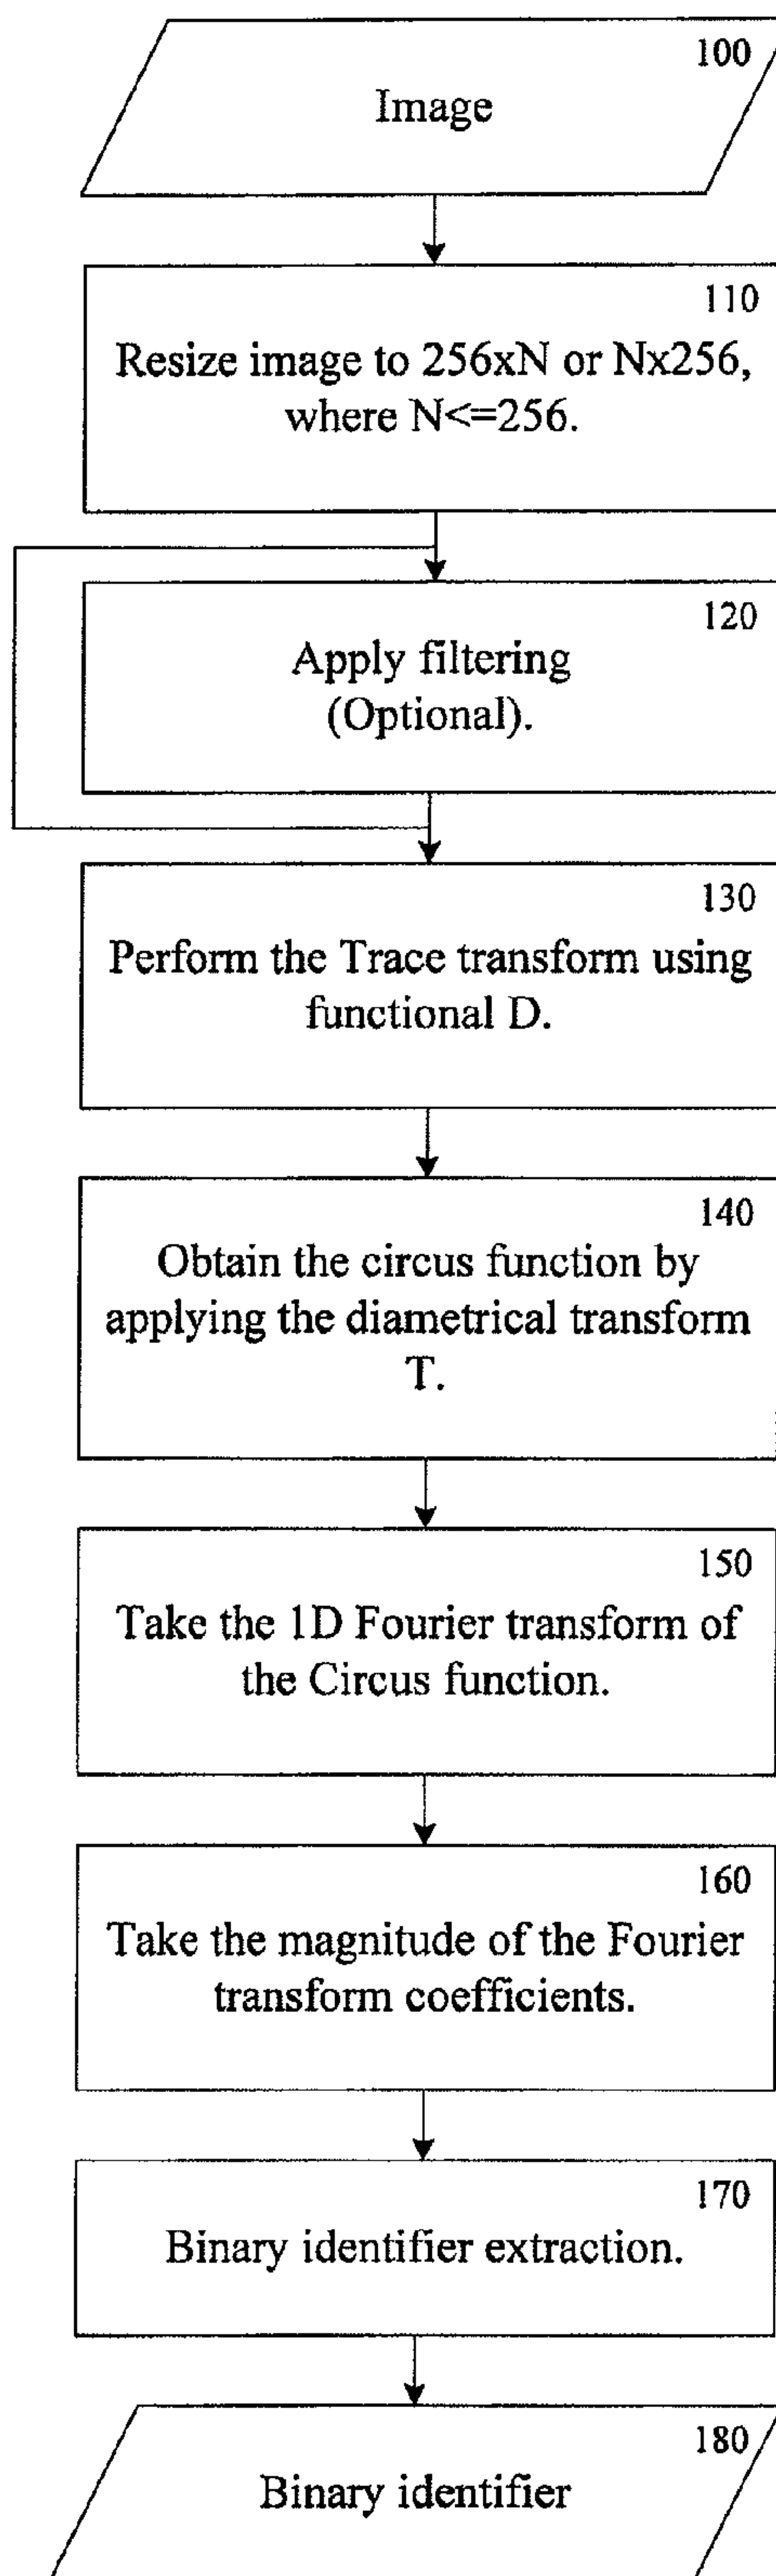 100
Image
110
Resize image to 256xN or Nx256,
where N<=256.
120
Apply filtering
(Optional).
130
Perform the Trace transform using
functional D.
140
Obtain the circus function by
applying the diametrical transform
T.
150
Take the 1D Fourier transform of
the Circus function.
160
Take the magnitude of the Fourier
transform coefficients.
170
Binary identifier extraction.
180
Binary identifier